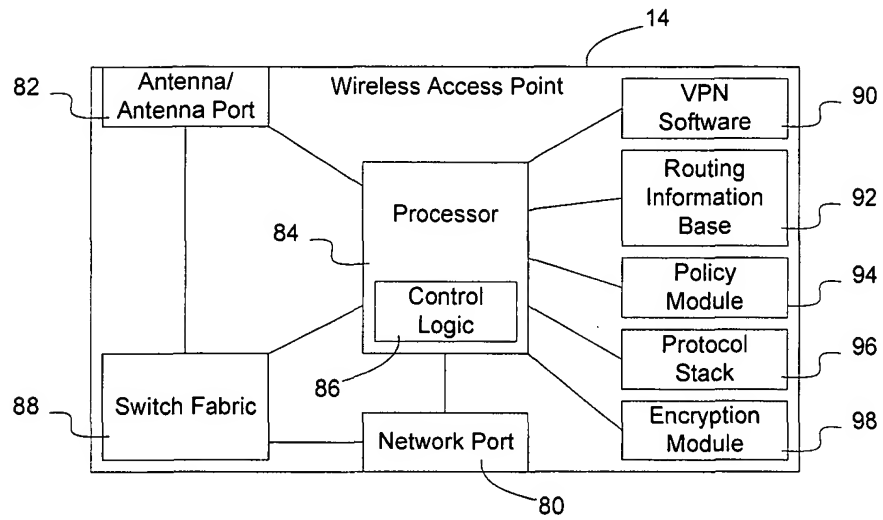 14
82
Antenna/
Antenna Port
Wireless Access Point
VPN
Software
90
Routing
Information
Base
92
Processor
84
Policy
Module
94
Control
Logic
86
Protocol
Stack
96
88
Switch Fabric
Network Port
80
Encryption
Module
98